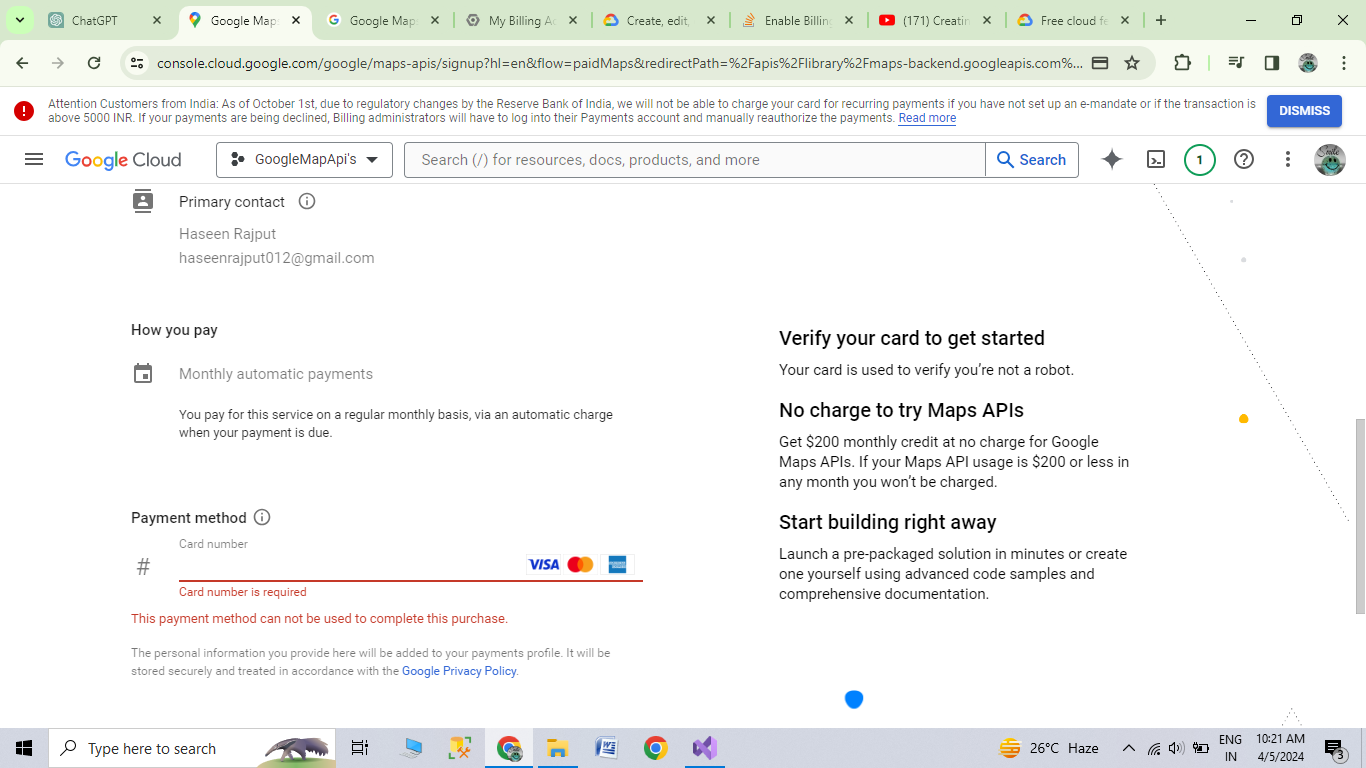 ChatGPT
Google Map
Google Map
My Billing Ac
Create, edit,
Enable Billin
(171) Creatin
Free cloud fe
console.cloud.google.com/google/maps-apis/signup?hl=en&flow=paidMaps&redirectPath=%2Fapis%2Flibrary%2Fmaps-backend.googleapis.com%...
Attention Customers from India: As of October 1st, due to regulatory changes by the Reserve Bank of India, we will not be able to charge your card for recurring payments if you have not set up an e-mandate or if the transaction is
above 5000 INR. If your payments are being declined, Billing administrators will have to log into their Payments account and manually reauthorize the payments. Read more
DISMISS
Google Cloud
GoogleMapApi's
Search (/) for resources, docs, products, and more
Search
1
Primary contact
Haseen Rajput
haseenrajput012@gmail.com
How you pay
Monthly automatic payments
You pay for this service on a regular monthly basis, via an automatic charge
when your payment is due.
Payment method
Card number
#
VISA
Card number is required
This payment method can not be used to complete this purchase.
The personal information you provide here will be added to your payments profile. It will be
stored securely and treated in accordance with the Google Privacy Policy.
Verify your card to get started
Your card is used to verify you're not a robot.
No charge to try Maps APIs
Get $200 monthly credit at no charge for Google
Maps APIs. If your Maps API usage is $200 or less in
any month you won't be charged.
Start building right away
Launch a pre-packaged solution in minutes or create
one yourself using advanced code samples and
comprehensive documentation.
Type here to search
26°C Haze
ENG
IN
10:21 AM
4/5/2024
3